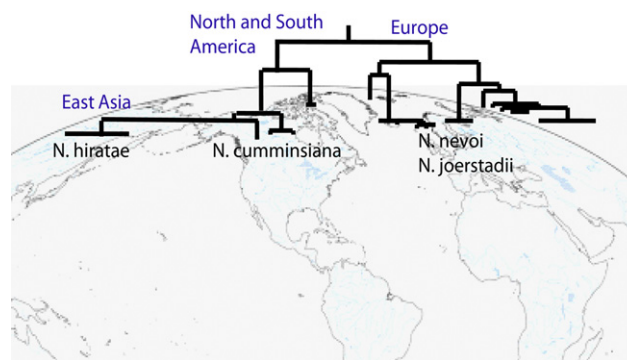 North and South
America
Europe
East Asia
N. hiratae
N. cumminsiana
N. nevoi
N. joerstadii